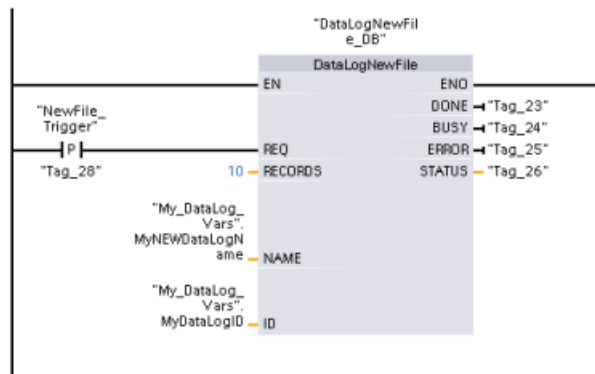 "DataLogNewFil
e_DB"
DataLogNewFile
EN
ENO
DONE
"Tag_23"
"NewFile_
Trigger"
BUSY
"Tag_24"
P
REQ
ERROR
"Tag_25"
"Tag_28"
10
RECORDS
STATUS
"Tag_26"
"My_DataLog_
Vars".
MyNEWDataLogN
ame
NAME
"My_DataLog_
Vars".
MyDataLogID
ID